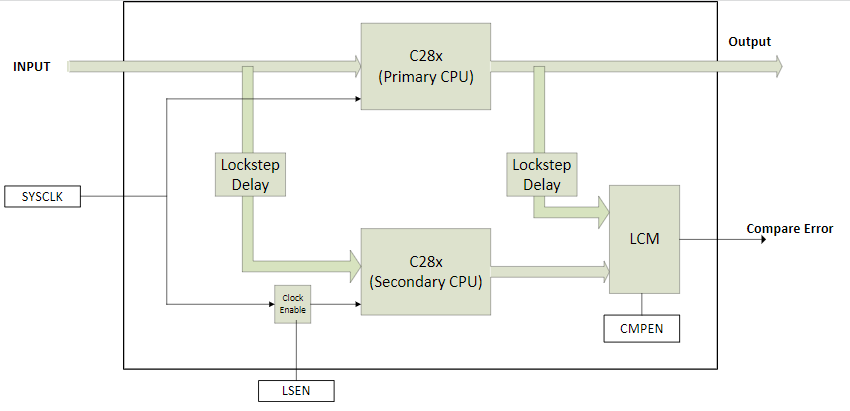 C28x
(Primary CPU)
Output
INPUT
Lockstep
Delay
Lockstep
Delay
SYSCLK
LCM
Compare Error
C28x
(Secondary CPU)
Clock
Enable
CMPEN
LSEN